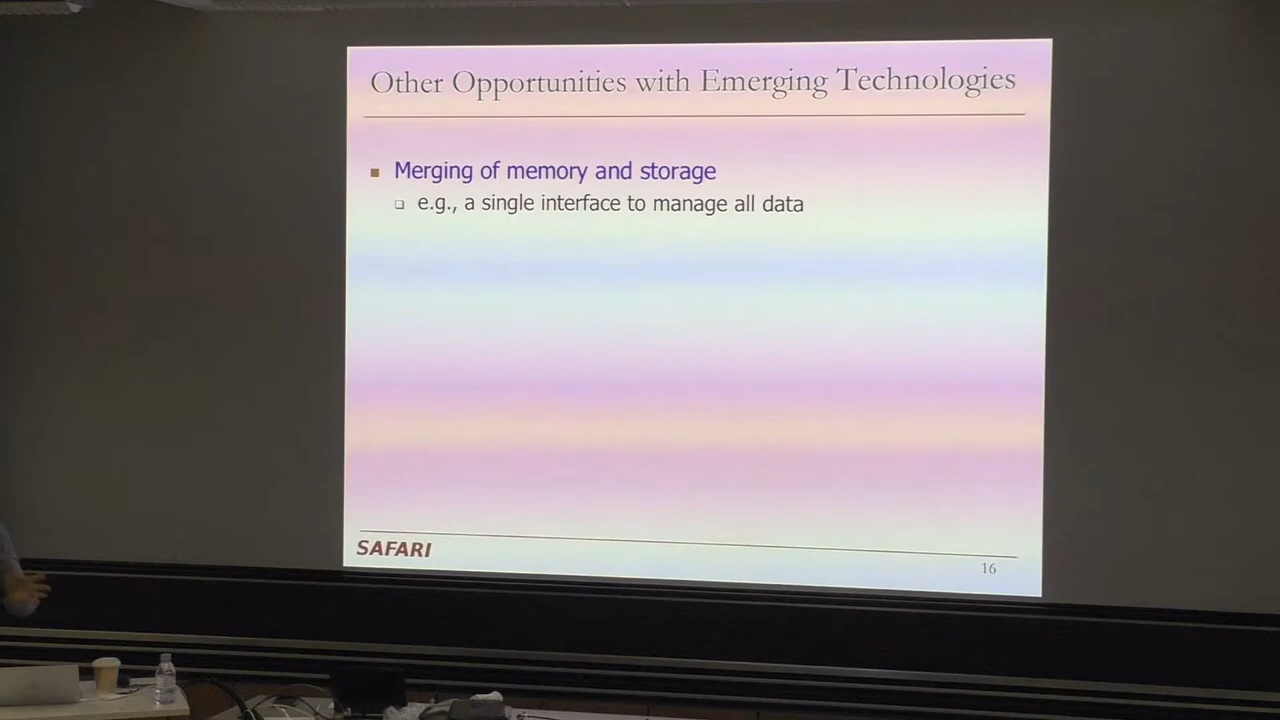 Other Opportunities with Emerging Technologies
Merging of memory and storage
e.g., a single interface to manage all data
SAFARI
16